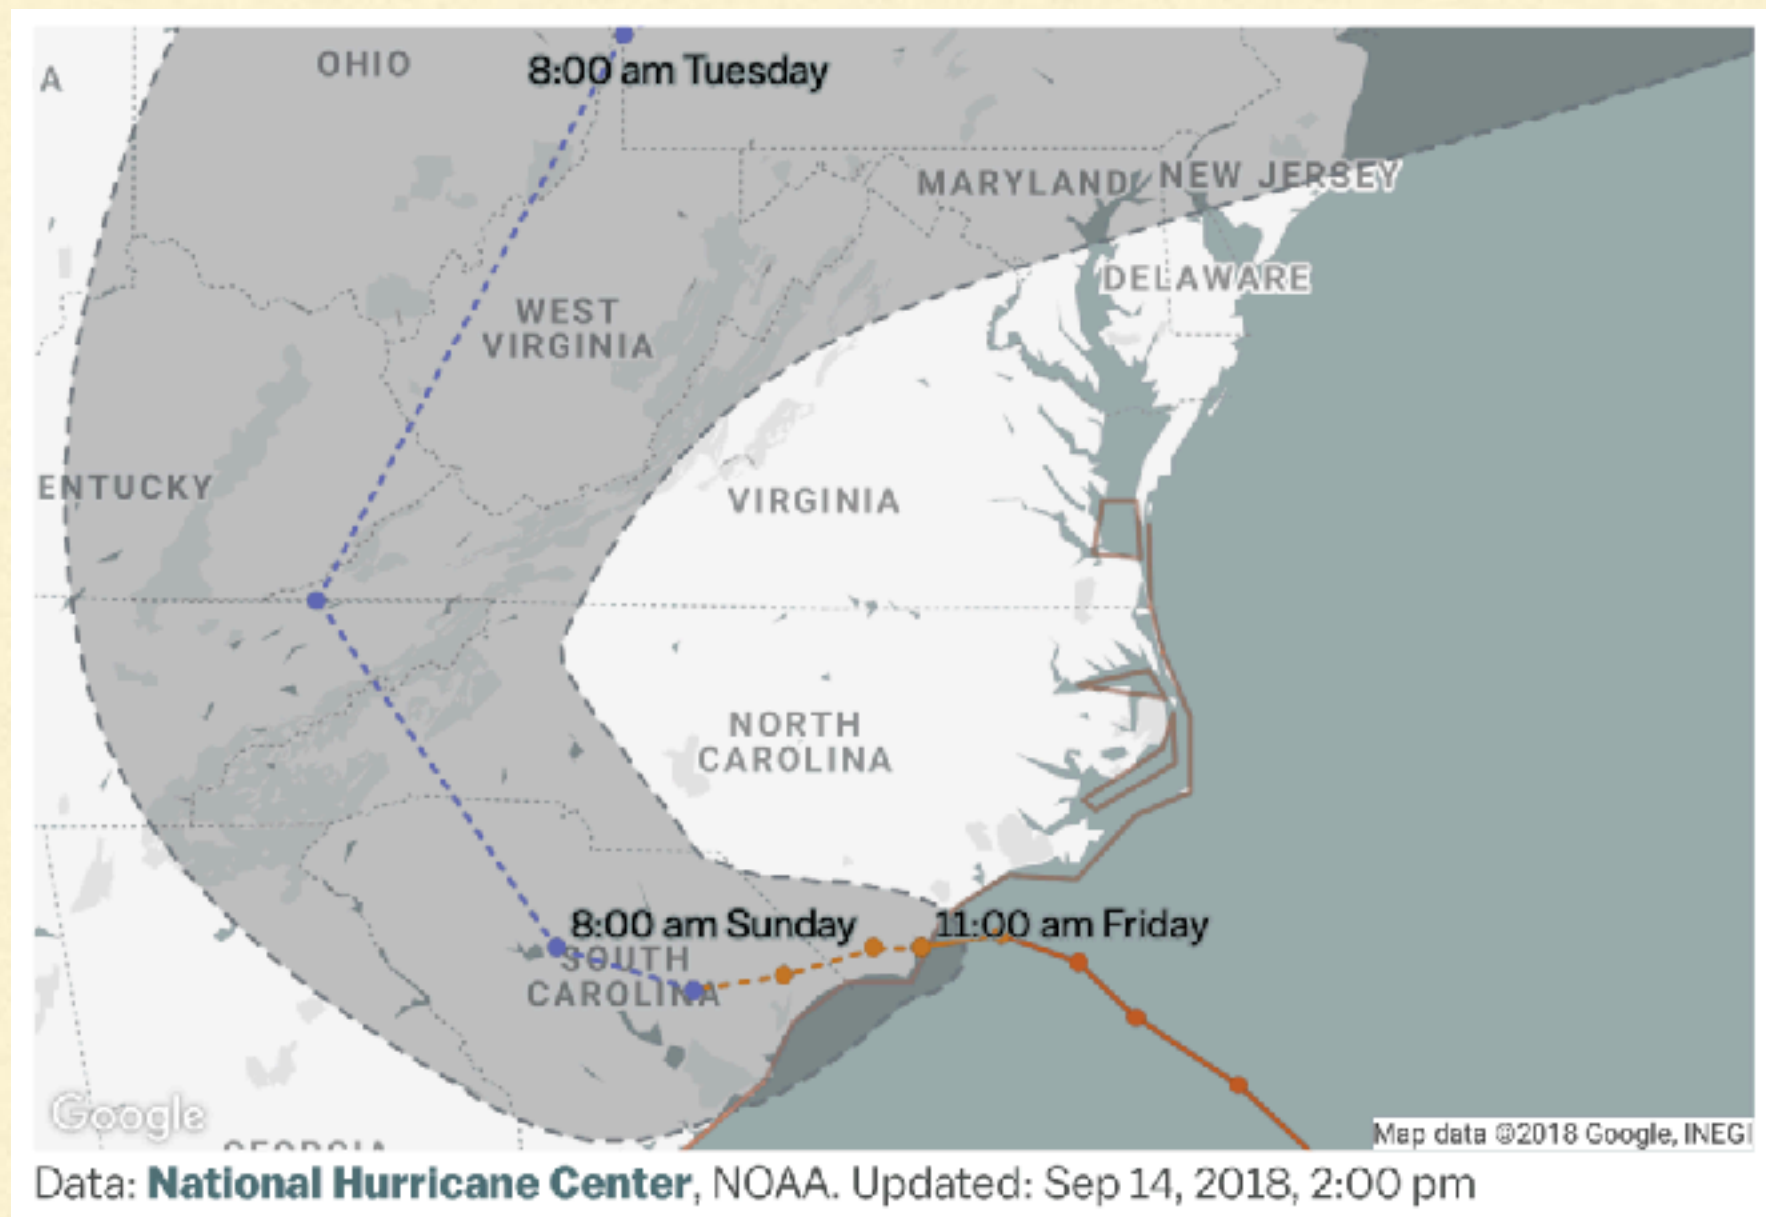 OHIO
A
8:00 am Tuesday
MARYLAND
NEW JERSEY
DELAWARE
WEST
VIRGINIA
ENTUCKY
VIRGINIA
NORTH
CAROLINA
8:00 am Sunday
11:00 am Friday
SOUTH
CAROLINA
Google
GEORGIA
Map data ©2018 Google, INEGI
Data: National Hurricane Center, NOAA. Updated: Sep 14, 2018, 2:00 pm